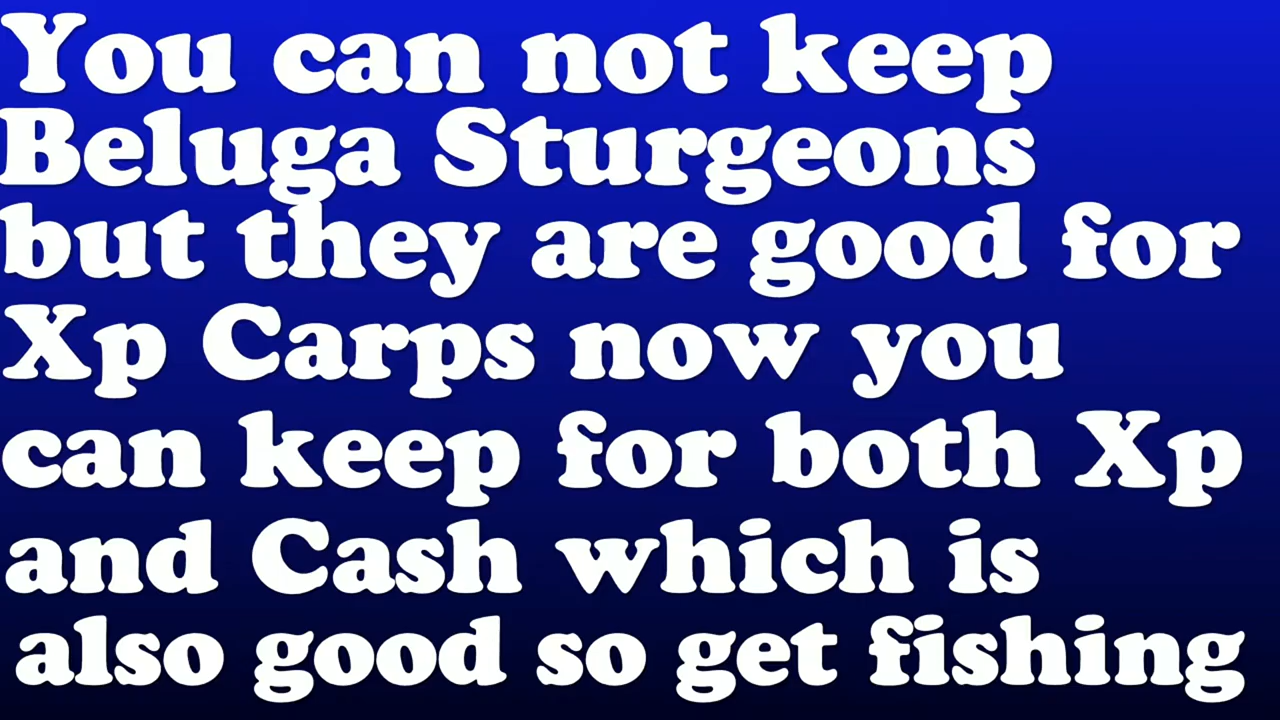 You can not keep
Beluga Sturgeons
but they are good for
Xp Carps now you
can keep for both Xp
and Cash which is
also good so get fishing